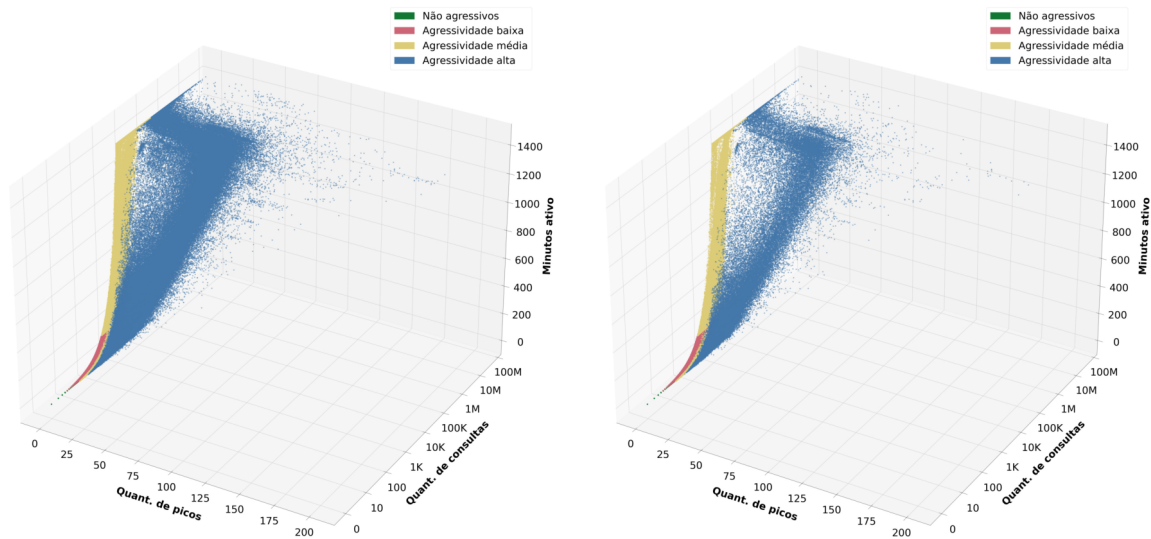 Não agressivos
Agressividade baixa
Agressividade média
Agressividade alta
1400
1200
1000
800
600
400
200
0
Minutos ativo
100M
10M
1M
100K
10K
1K
100
10
0
Quant. de consultas
0
25
50
75
100
125
150
175
200
Quant. de picos
Não agressivos
Agressividade baixa
Agressividade média
Agressividade alta
1400
1200
1000
800
600
400
200
0
Minutos ativo
100M
10M
1M
100K
10K
1K
100
10
0
Quant. de consultas
0
25
50
75
100
125
150
175
200
Quant. de picos